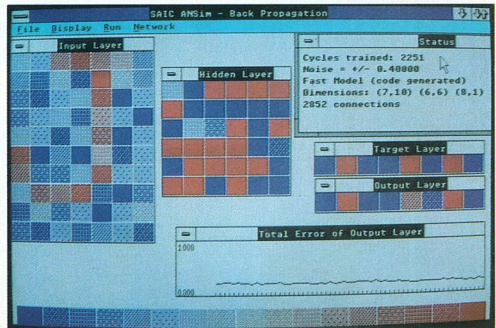 SAIC ANSim - Back Propagation
File Display Run Network
Input Layer
Hidden Layer
Status
Cycles trained: 2251
Noise = +/- 0.40000
Fast Model (code generated)
Dimensions: (7,10) (6,6) (8,1)
2852 connections
Target Layer
Output Layer
Total Error of Output Layer
1.000
0.000